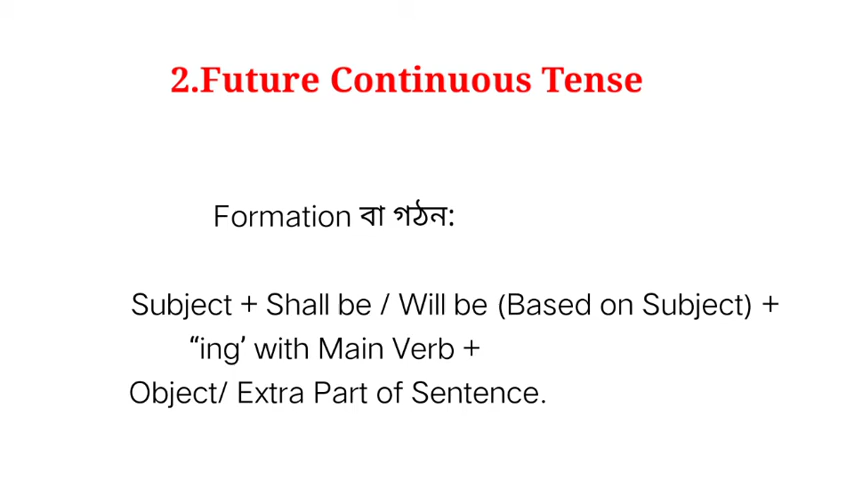 2.Future Continuous Tense
Formation বা গঠন:
Subject + Shall be / Will be (Based on Subject) +
“ing’ with Main Verb +
Object/ Extra Part of Sentence.